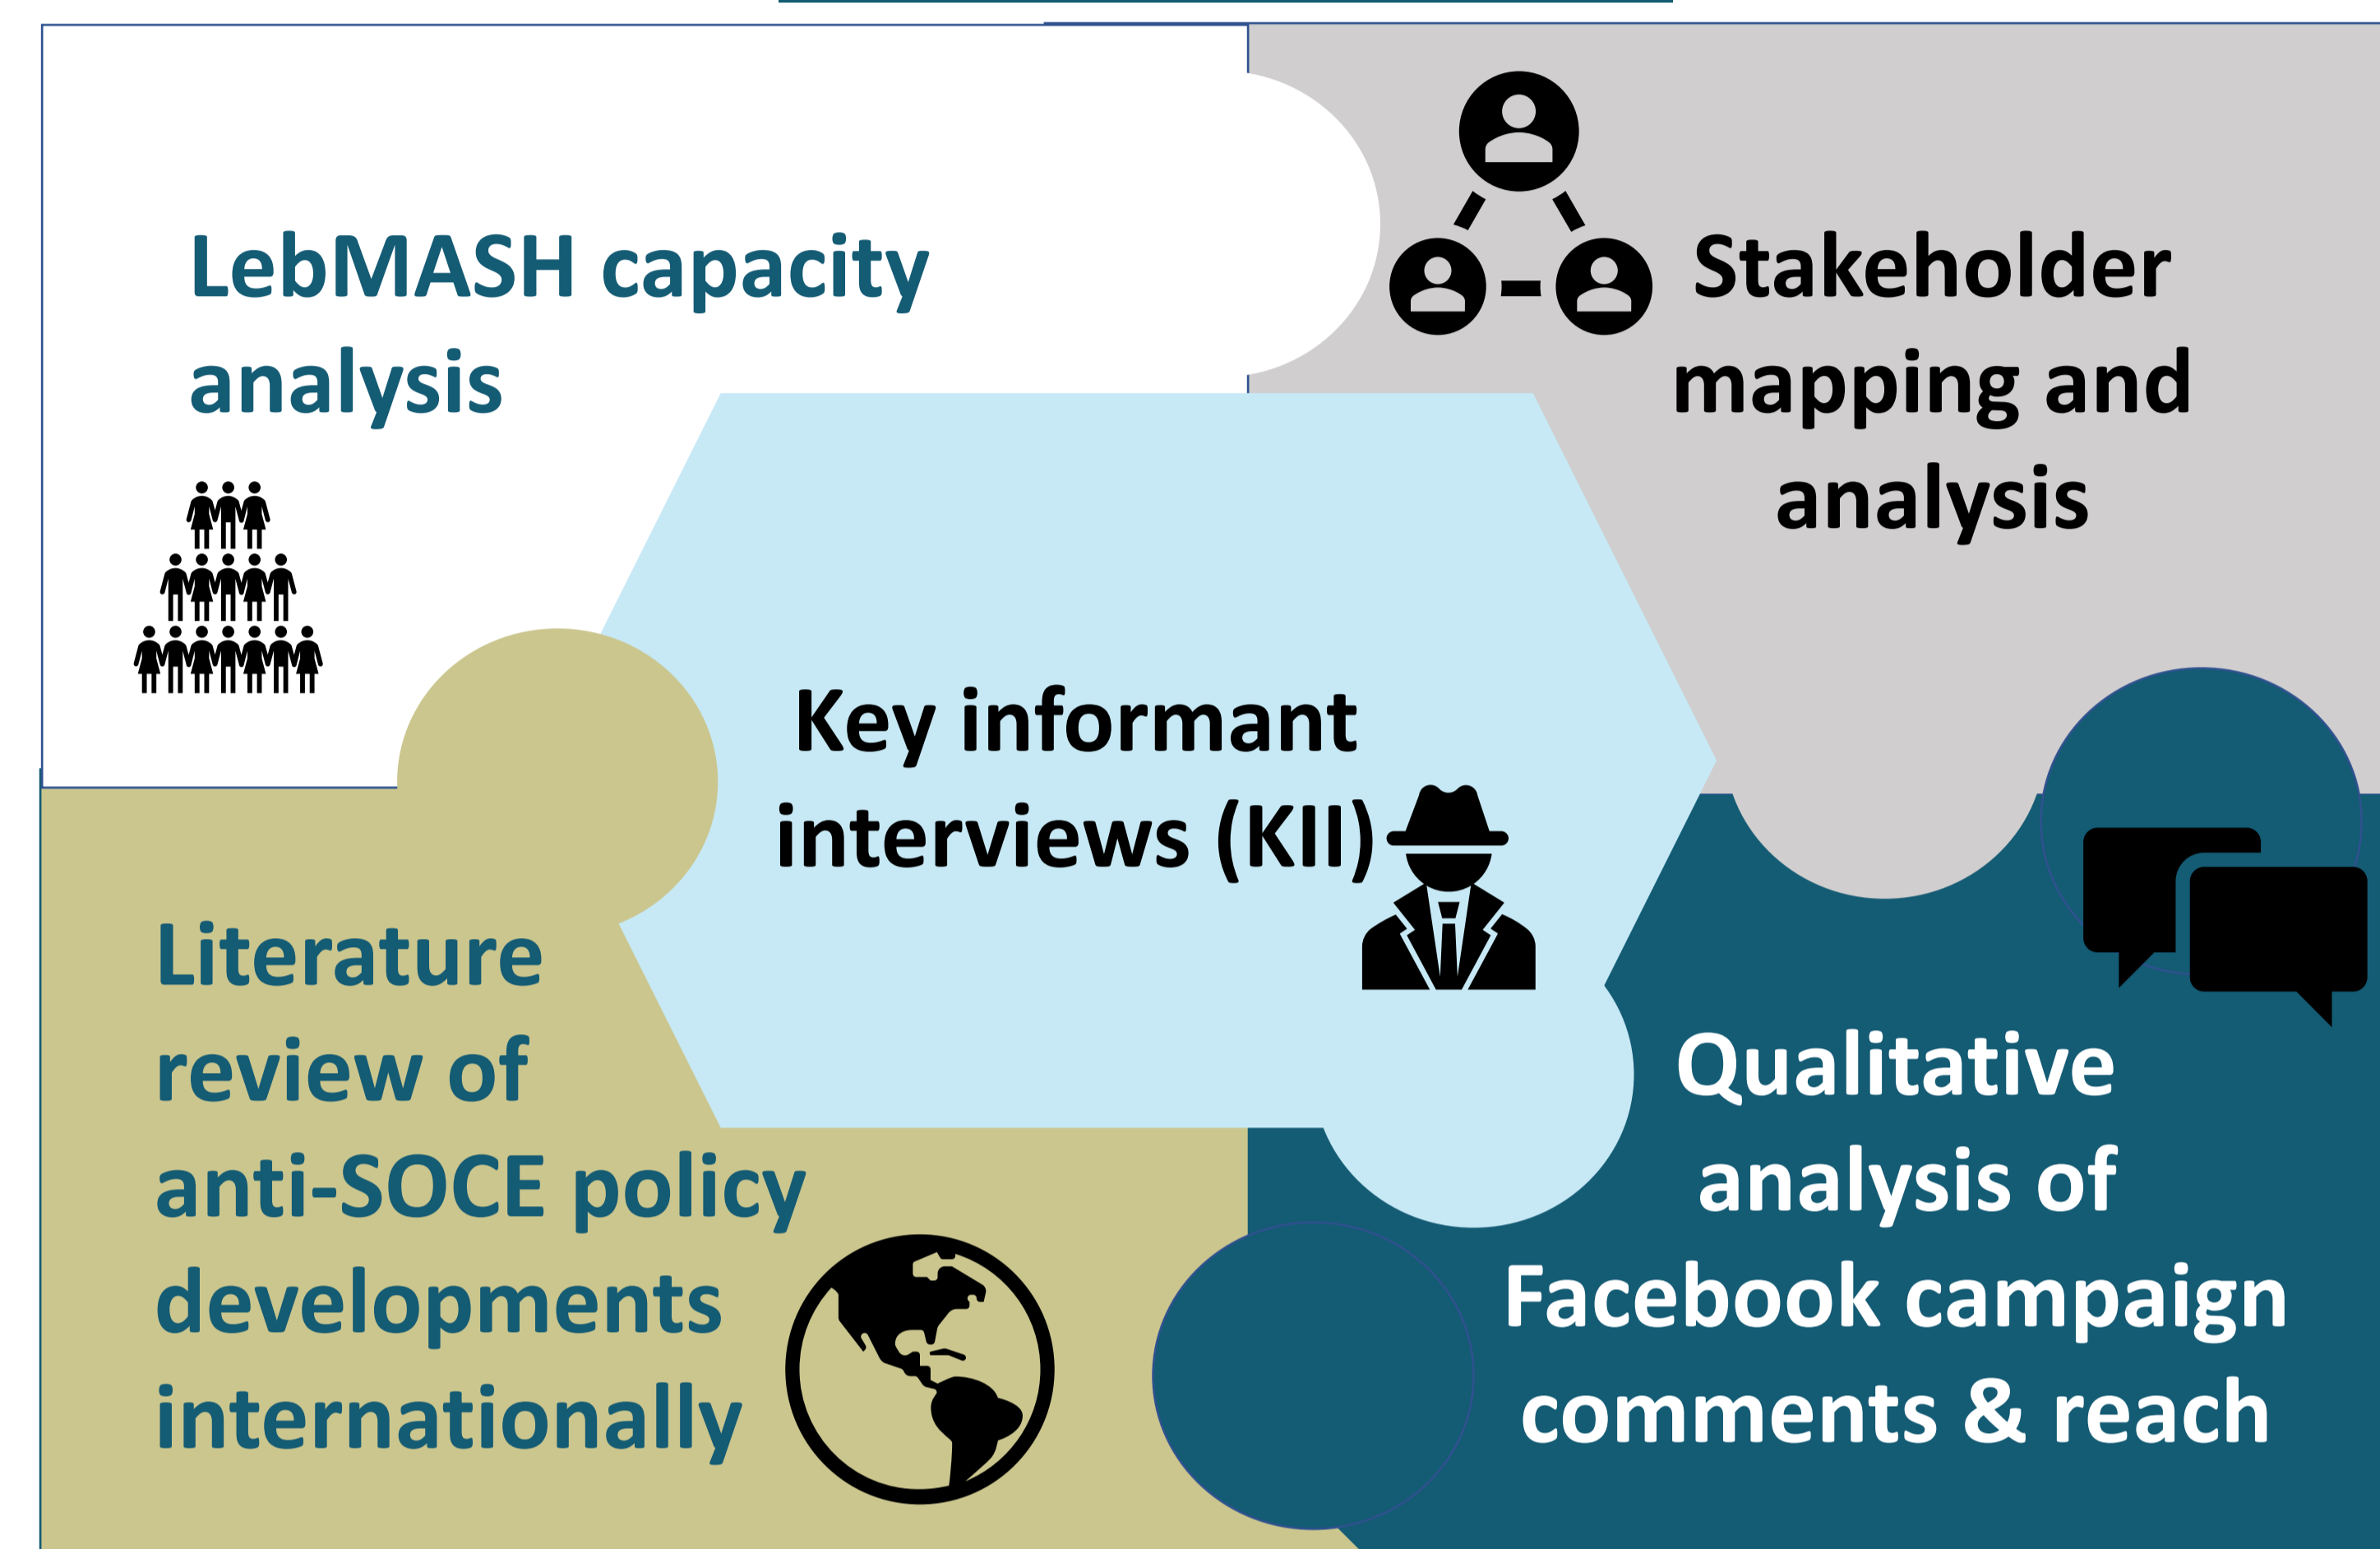 LebMASH capacity
analysis
Stakeholder
mapping and
analysis
Key informant
interviews (KII)
Literature
review of
anti-SOCE policy
developments
internationally
Qualitative
analysis of
Facebook campaign
comments & reach